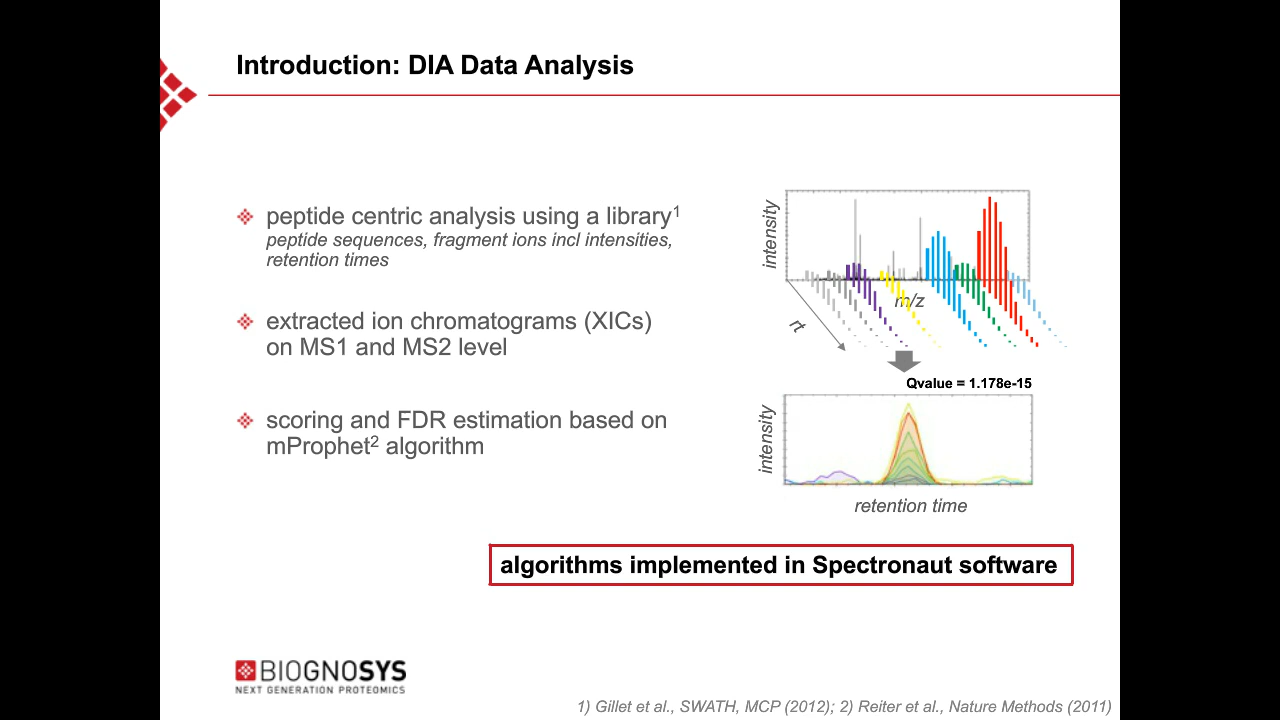 Introduction: DIA Data Analysis
peptide centric analysis using a library¹
peptide sequences, fragment ions incl intensities,
retention times
extracted ion chromatograms (XICs)
on MS1 and MS2 level
scoring and FDR estimation based on
mProphet² algorithm
intensity
m/z
rt
Qvalue = 1.178e-15
intensity
retention time
algorithms implemented in Spectronaut software
BIOGNOSYS
NEXT GENERATION PROTEOMICS
1) Gillet et al., SWATH, MCP (2012); 2) Reiter et al., Nature Methods (2011)